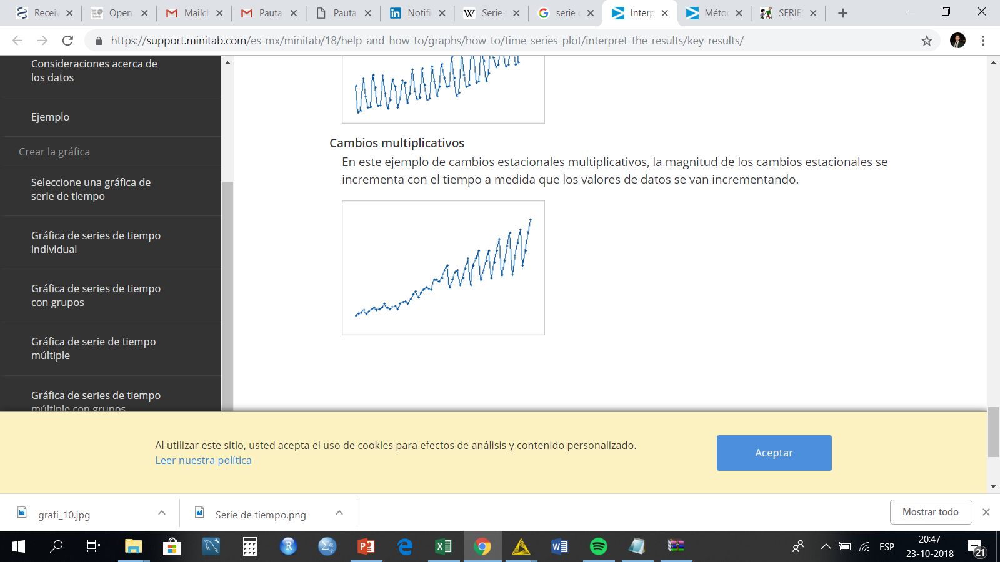 Receiv
Open
Mailch
Pauta
Pauta
Notifi
Serie
serie
Interp
Métod
SERIES
https://support.minitab.com/es-mx/minitab/18/help-and-how-to/graphs/how-to/time-series-plot/interpret-the-results/key-results/
Consideraciones acerca de
los datos
Ejemplo
Crear la gráfica
Seleccione una gráfica de
serie de tiempo
Gráfica de series de tiempo
individual
Gráfica de series de tiempo
con grupos
Gráfica de serie de tiempo
múltiple
Gráfica de series de tiempo
múltiple con grupos
Cambios multiplicativos
En este ejemplo de cambios estacionales multiplicativos, la magnitud de los cambios estacionales se
incrementa con el tiempo a medida que los valores de datos se van incrementando.
Al utilizar este sitio, usted acepta el uso de cookies para efectos de análisis y contenido personalizado.
Leer nuestra política
Aceptar
grafi_10.jpg
Serie de tiempo.png
Mostrar todo
ESP
20:47
23-10-2018
21